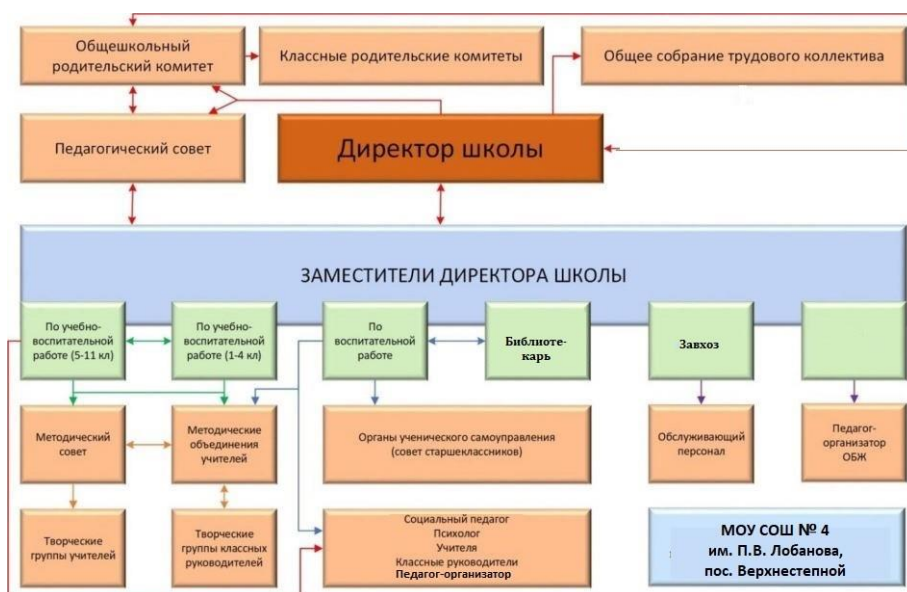 Общешкольный
родительский комитет
Классные родительские комитеты
Общее собрание трудового коллектива
Педагогический совет
Директор школы
ЗАМЕСТИТЕЛИ ДИРЕКТОРА ШКОЛЫ
По учебно-
воспитательной
работе (5-11 кл)
По учебно-
воспитательной
работе (1-4 кл)
По
воспитательной
работе
Библиоте-
карь
Завхоз
Методический
совет
Методические
объединения
учителей
Органы ученического самоуправления
(совет старшеклассников)
Обслуживающий
персонал
Педагог-
организатор
ОБЖ
Творческие
группы учителей
Творческие
группы классных
руководителей
Социальный педагог
Психолог
Учителя
Классные руководители
Педагог-организатор
МОУ СОШ № 4
им. П.В. Лобанова,
пос. Верхнестепной